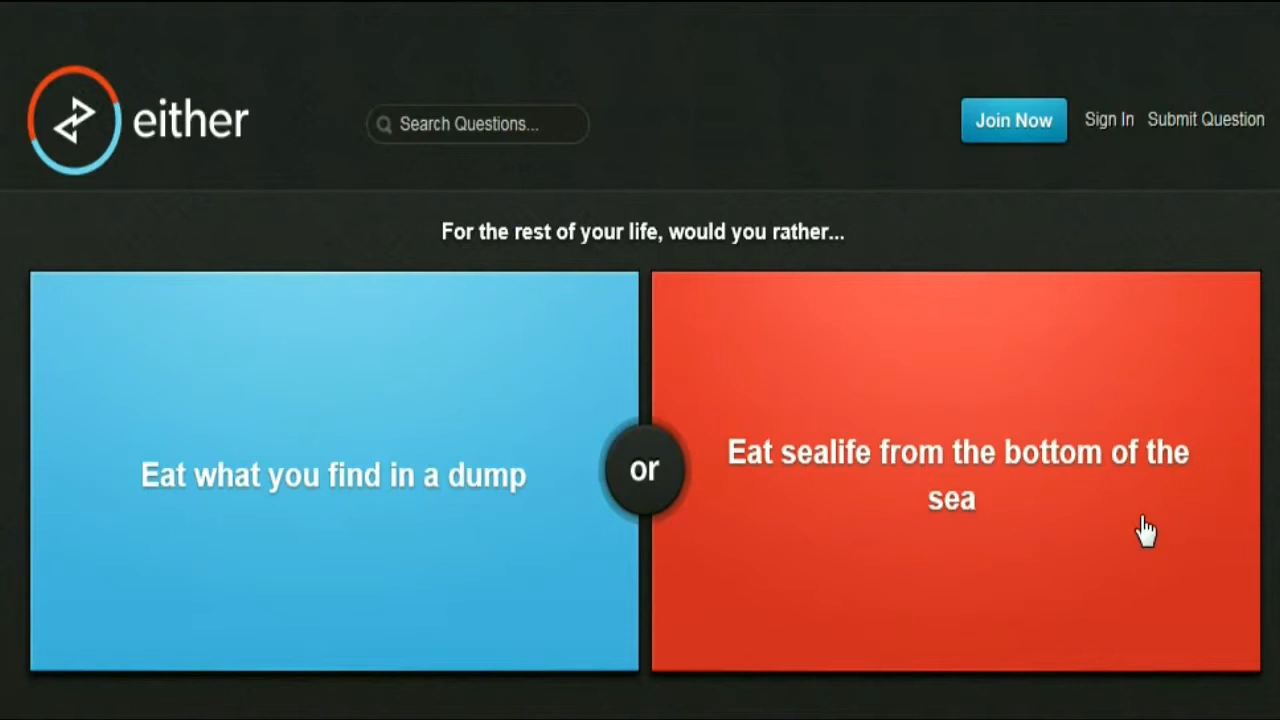 either
Search Questions...
Join Now
Sign In
Submit Question
For the rest of your life, would you rather...
Eat what you find in a dump
or
Eat sealife from the bottom of the
sea